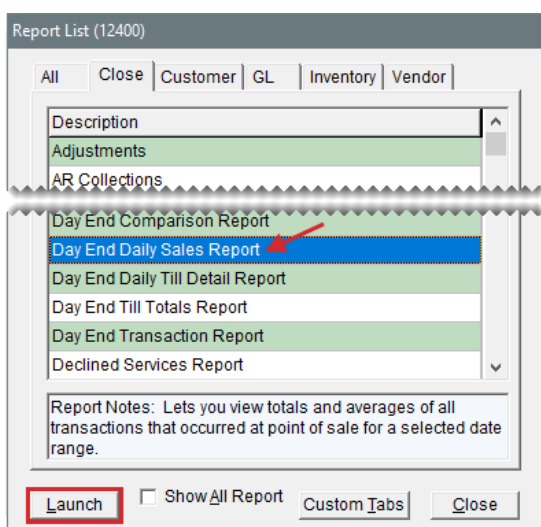 Report List (12400)
All Close Customer GL Inventory Vendor
Description
Adjustments
AR Collections
Day End Comparison Report
Day End Daily Sales Report
Day End Daily Till Detail Report
Day End Till Totals Report
Day End Transaction Report
Declined Services Report
Report Notes: Lets you view totals and averages of all
transactions that occurred at point of sale for a selected date
range.
Launch Show All Report Custom Tabs Close